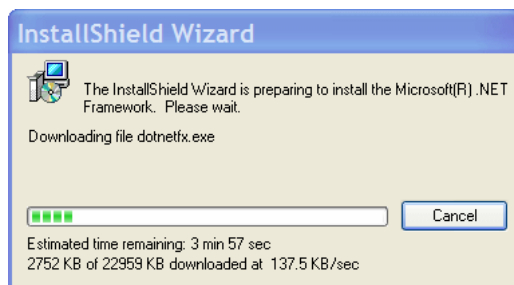 InstallShield Wizard
The InstallShield Wizard is preparing to install the Microsoft(R) .NET
Framework. Please wait.
Downloading file dotnetfx.exe
Cancel
Estimated time remaining: 3 min 57 sec
2752 KB of 22959 KB downloaded at 137.5 KB/sec